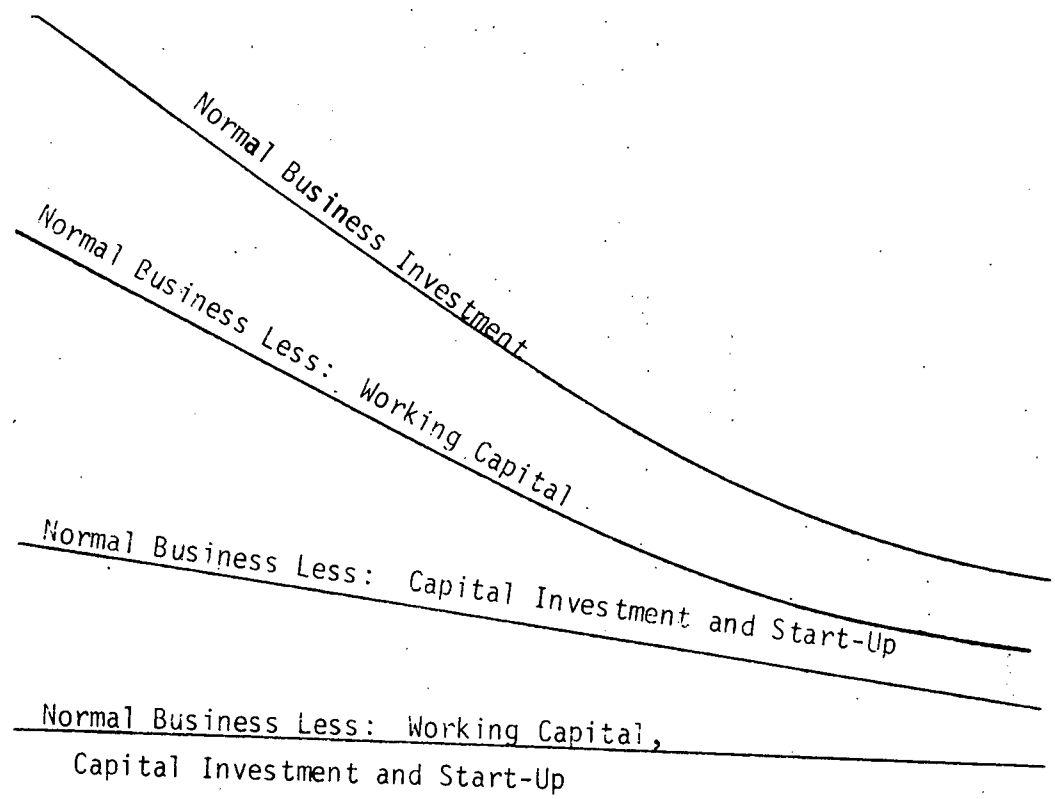 Normal Business Investment
Normal Business Less: Working Capital
Normal Business Less: Capital Investment and Start-Up
Normal Business Less: Working Capital,
Capital Investment and Start-Up